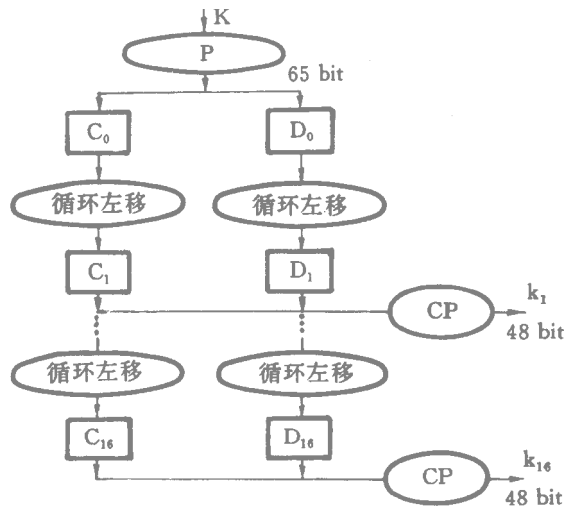 K
P
65 bit
C₀ D₀
循环左移 循环左移
C₁ D₁
CP k₁
48 bit
循环左移 循环左移
C₁₆ D₁₆
CP k₁₆
48 bit